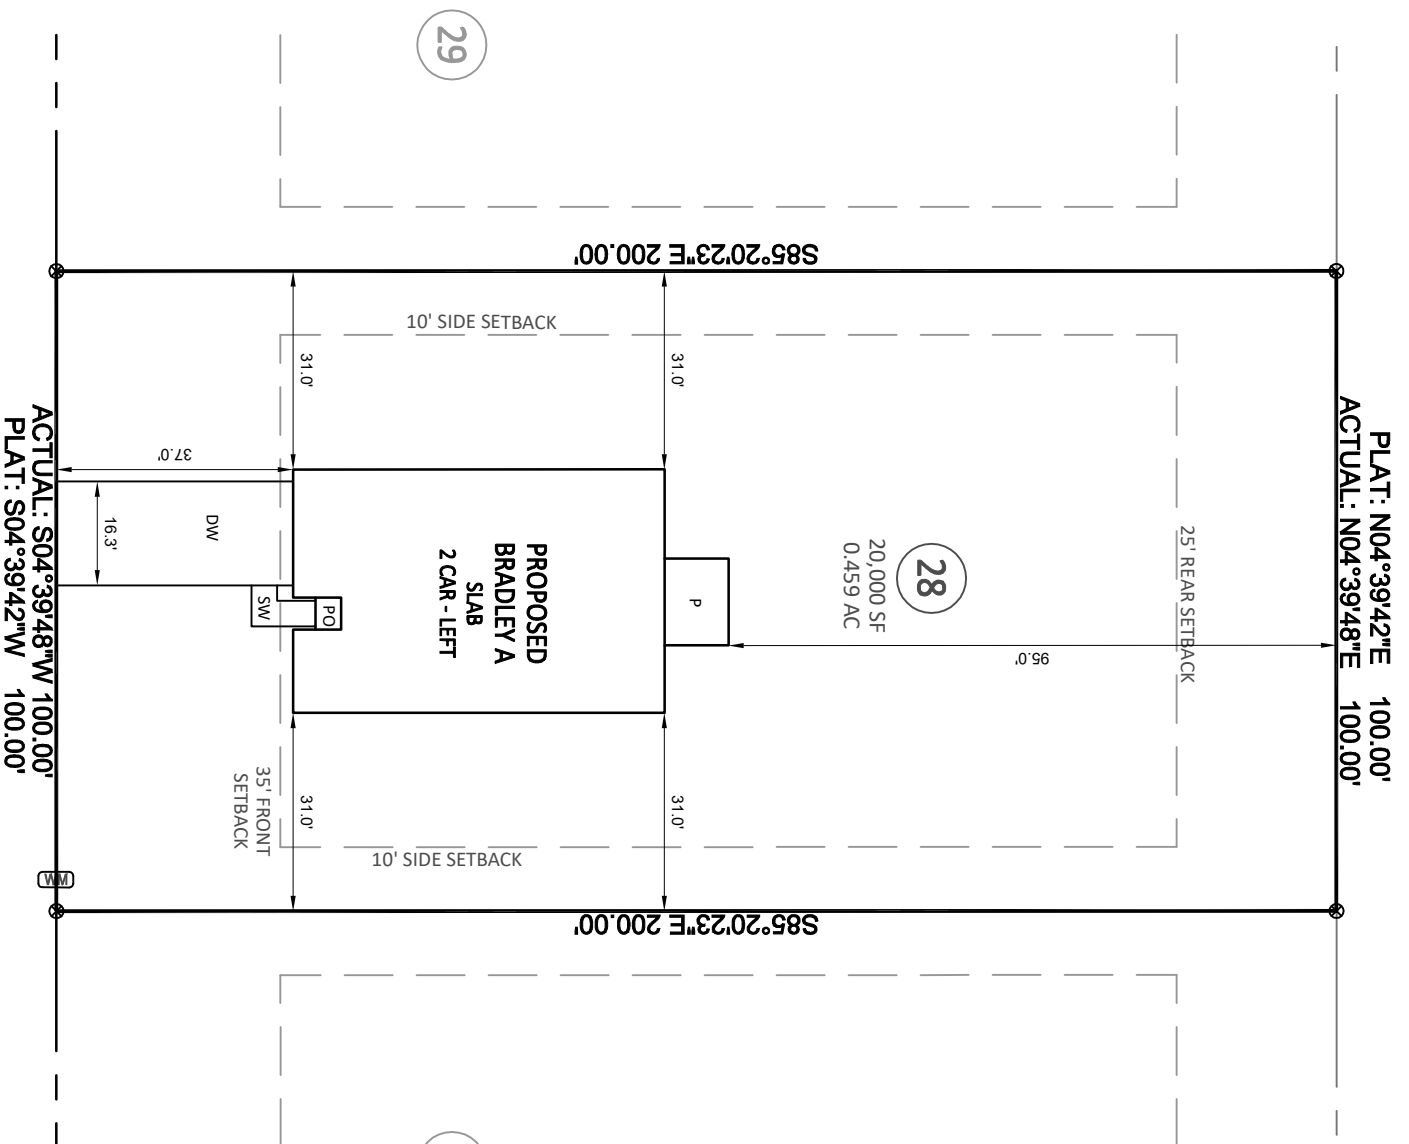 29
S85°20'23"E 200.00'
10' SIDE SETBACK
31.0'
31.0'
PLAT: N04°39'42"E 100.00'
ACTUAL: N04°39'48"E 100.00'
25' REAR SETBACK
95.0'
28
20,000 SF
0.459 AC
P
PROPOSED
BRADLEY A
SLAB
2 CAR - LEFT
PO
SW
DW
37.0'
16.3'
31.0'
31.0'
35' FRONT
SETBACK
10' SIDE SETBACK
WM
S85°20'23"E 200.00'
ACTUAL: S04°39'48"W 100.00'
PLAT: S04°39'42"W 100.00'